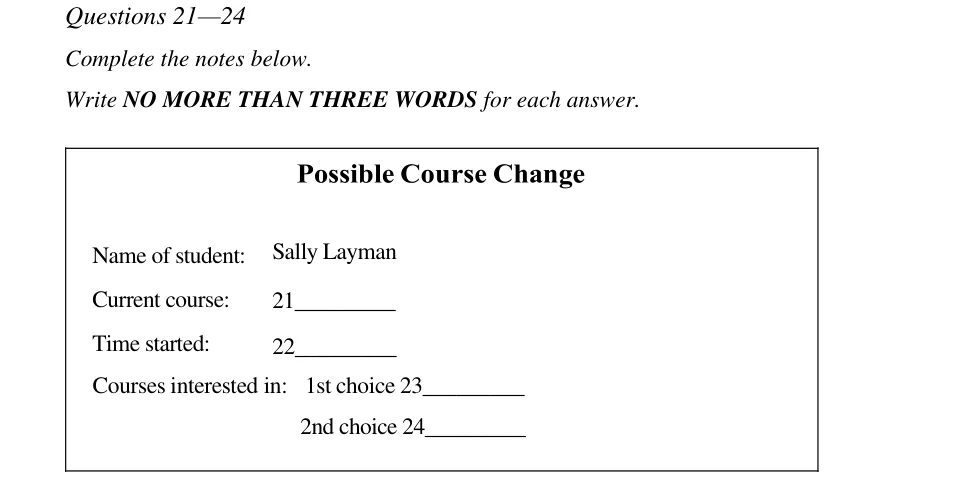 Questions 21—24
Complete the notes below.
Write NO MORE THAN THREE WORDS for each answer.
Possible Course Change
Name of student: Sally Layman
Current course: 21_________
Time started: 22_________
Courses interested in: 1st choice 23_________
2nd choice 24_________